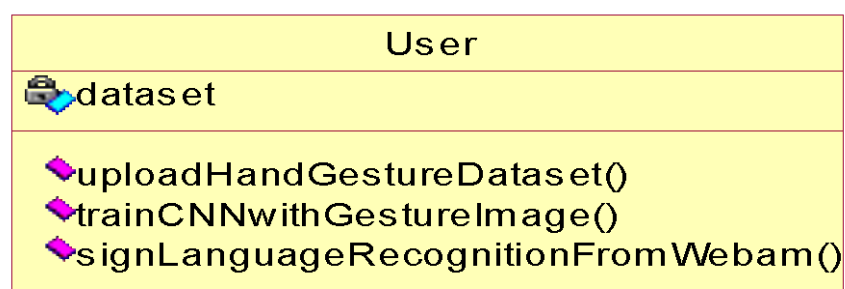 User
dataset
uploadHandGestureDataset()
trainCNNwithGestureImage()
signLanguageRecognitionFromWebam()